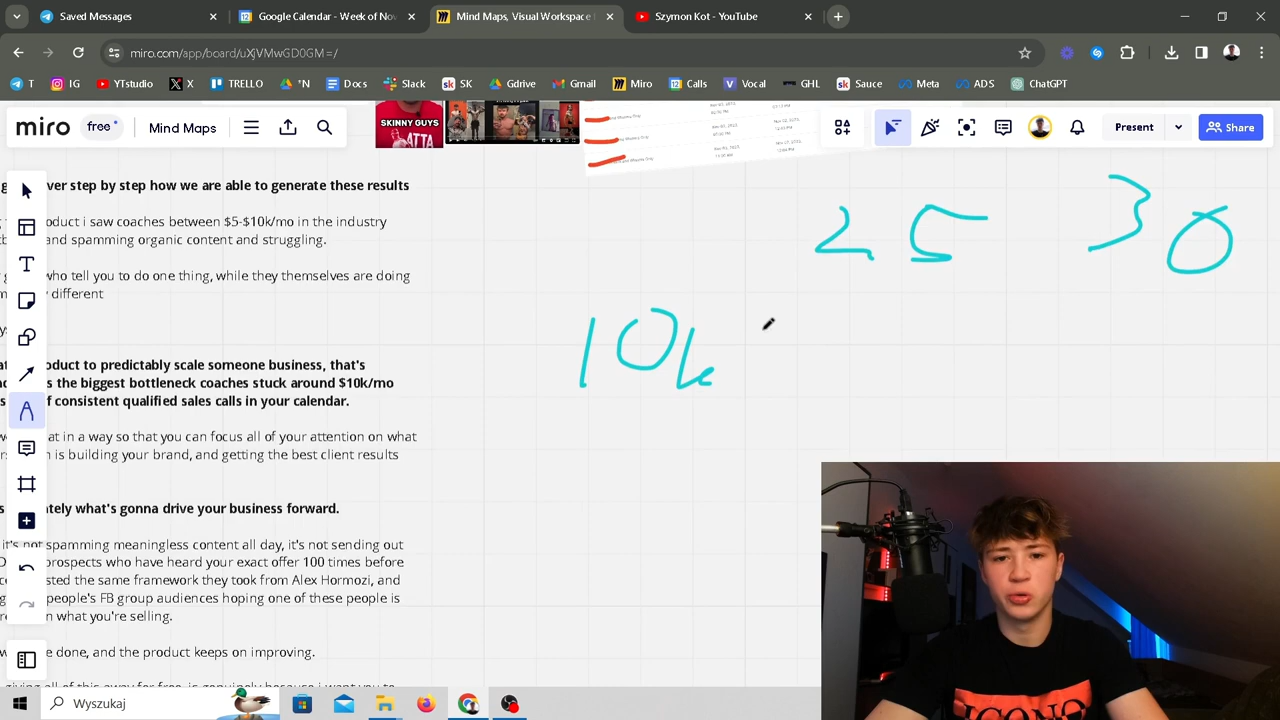 Saved Messages
Google Calendar - Week of Nov
Mind Maps, Visual Workspace
Szymon Kot - YouTube
miro.com/app/board/uXjVMwGD0GM=/
T
IG
YTstudio
X
TRELLO
*N
Docs
Slack
SK
Gdrive
Gmail
Miro
Calls
Vocal
GHL
Sauce
Meta
ADS
ChatGPT
miro
free
Mind Maps
SKINNY GUYS
Present
Share
ver step by step how we are able to generate these results
oduct i saw coaches between $5-$10k/mo in the industry
and spamming organic content and struggling.
who tell you to do one thing, while they themselves are doing
different
oduct to predictably scale someone business, that's
s the biggest bottleneck coaches stuck around $10k/mo
f consistent qualified sales calls in your calendar.
at in a way so that you can focus all of your attention on what
is building your brand, and getting the best client results
ately what's gonna drive your business forward.
it's not spamming meaningless content all day, it's not sending out
prospects who have heard your exact offer 100 times before
sted the same framework they took from Alex Hormozi, and
people's FB group audiences hoping one of these people is
n what you're selling.
e done, and the product keeps on improving.
25 30
10k
Wyszukaj
ICONO